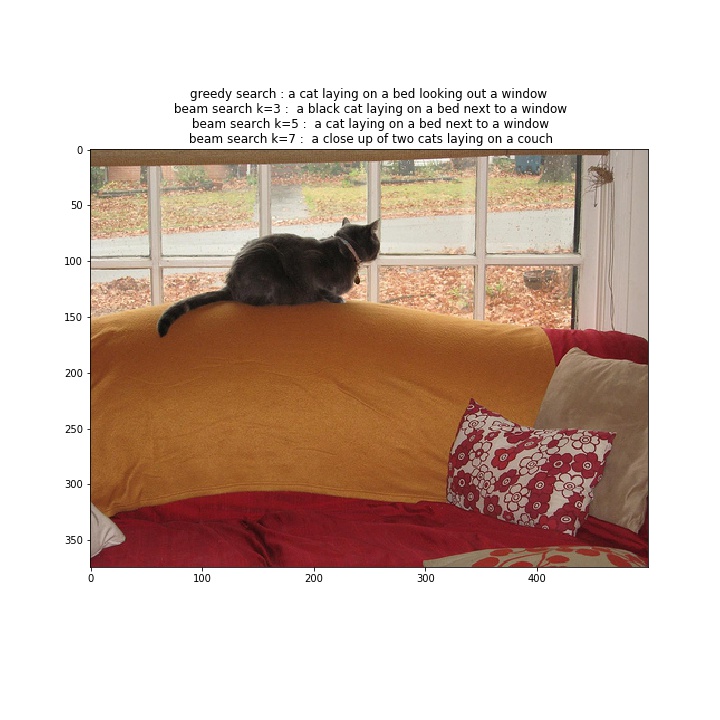 greedy search : a cat laying on a bed looking out a window
beam search k=3 :  a black cat laying on a bed next to a window
beam search k=5 :  a cat laying on a bed next to a window
beam search k=7 :  a close up of two cats laying on a couch
0
50
100
150
200
250
300
350
0 100 200 300 400